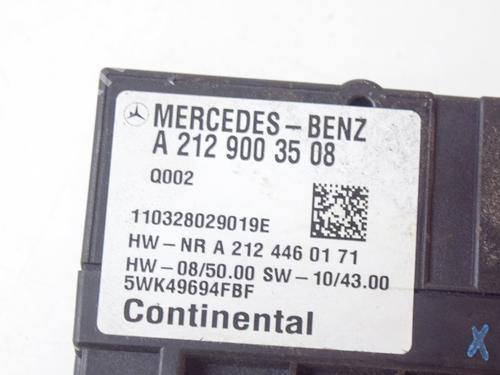 MERCEDES-BENZ
A 212 900 35 08
Q002
110328029019E
HW-NR A 212 446 01 71
HW-08/50.00 SW-10/43.00
5WK49694FBF
Continental
X